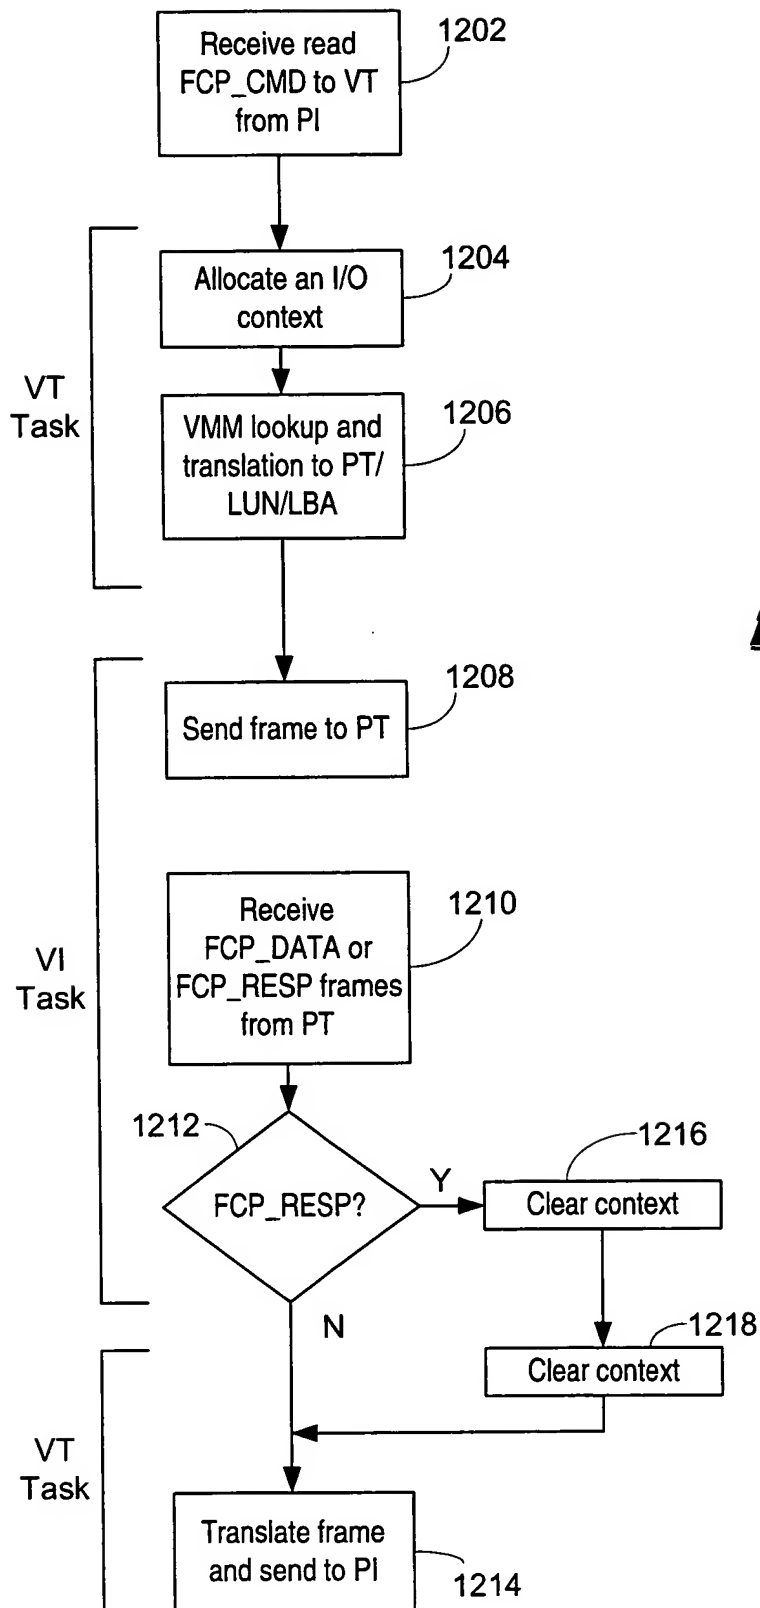 Receive read
FCP_CMD to VT
from PI
1202
Allocate an I/O
context
1204
VT
Task
VMM lookup and
translation to PT/
LUN/LBA
1206
Send frame to PT
1208
VI
Task
Receive
FCP_DATA or
FCP_RESP frames
from PT
1210
1212
FCP_RESP?
Y
1216
Clear context
N
1218
Clear context
VT
Task
Translate frame
and send to PI
1214